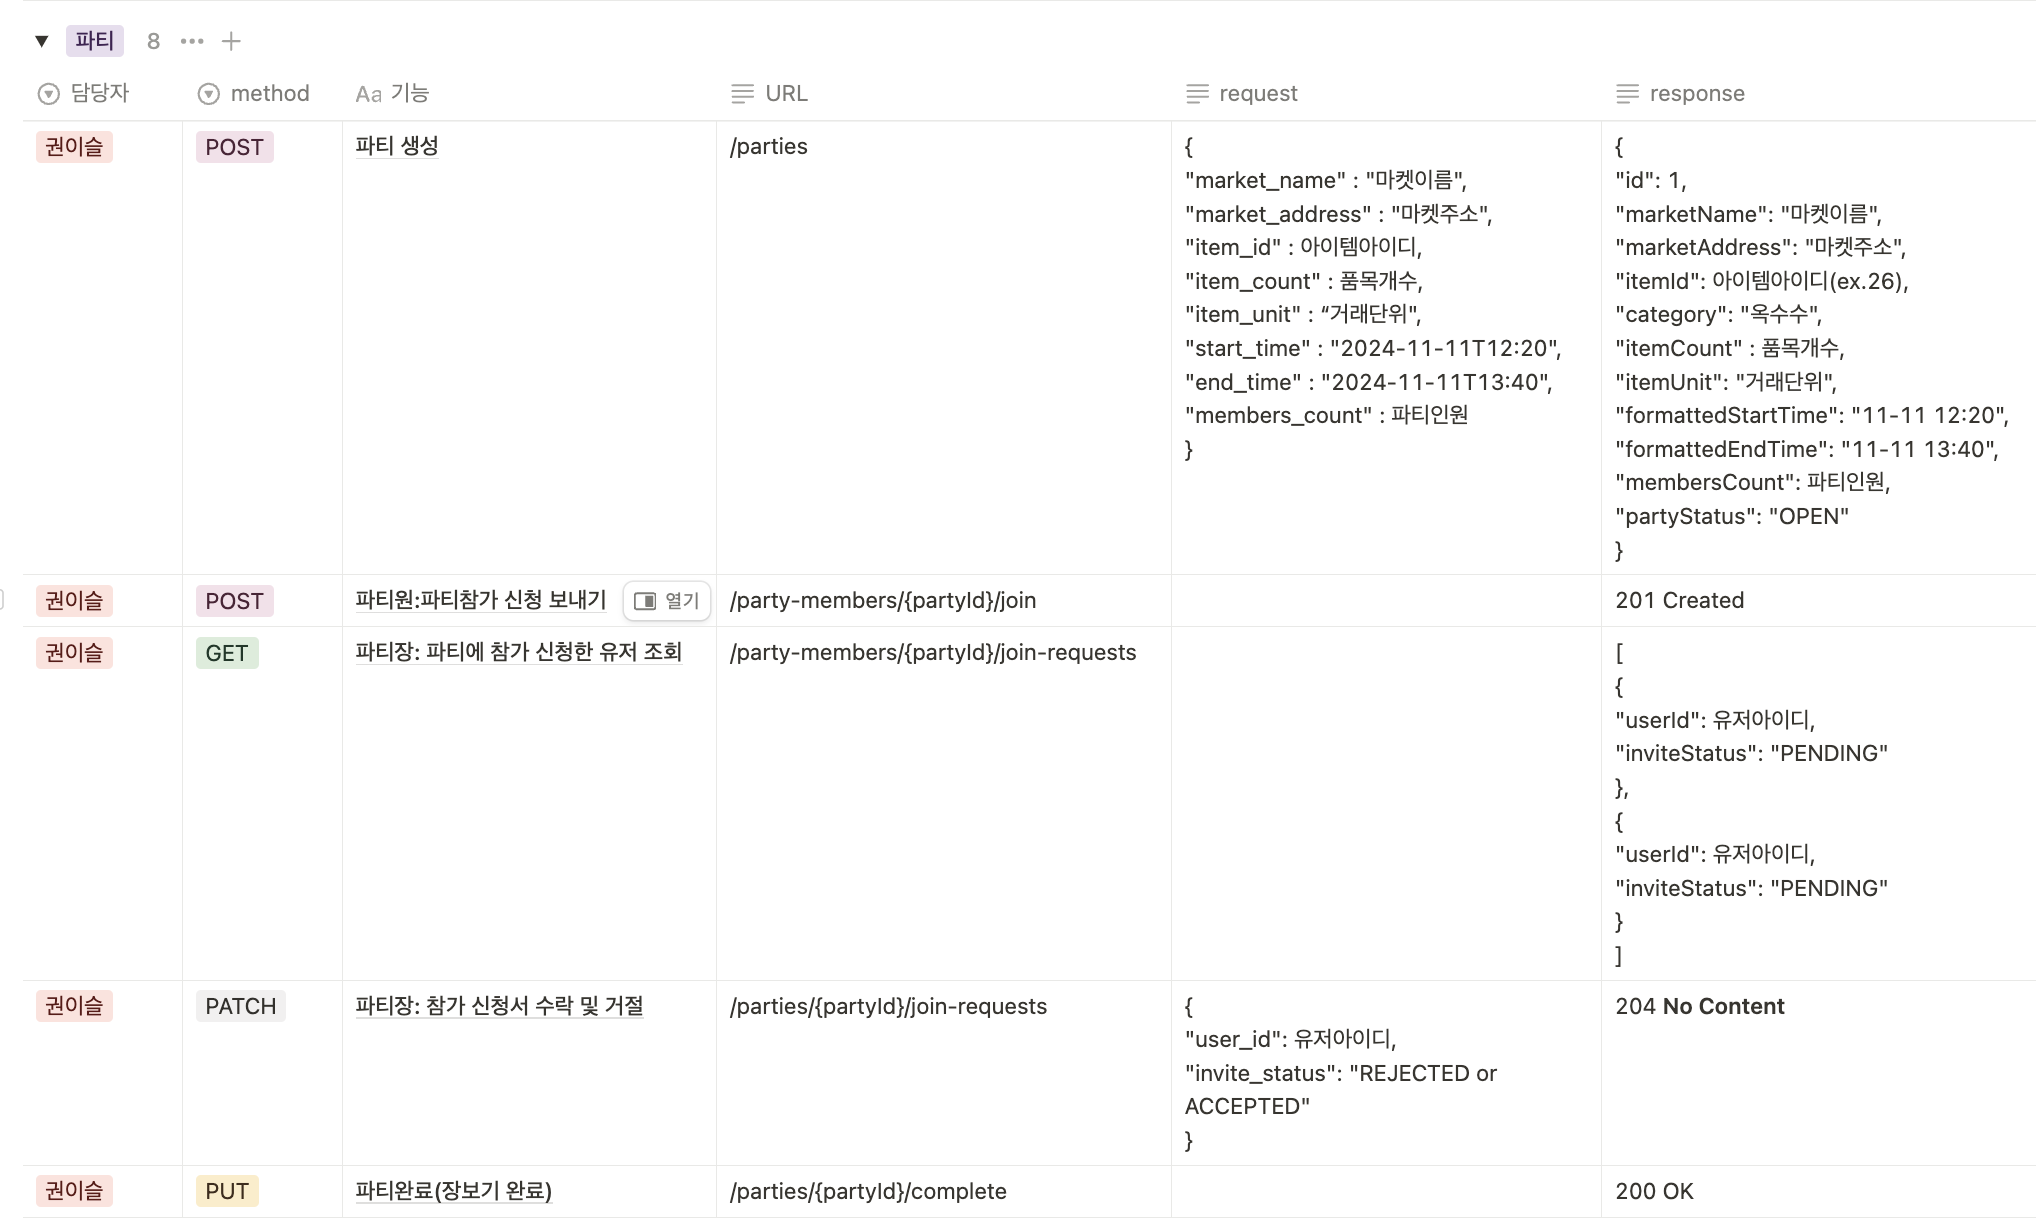 파티 8
담당자 method Aa 기능 URL request response
권이슬 POST 파티 생성 /parties
{
"market_name" : "마켓이름",
"market_address" : "마켓주소",
"item_id" : 아이템아이디,
"item_count" : 품목개수,
"item_unit" : “거래단위",
"start_time" : "2024-11-11T12:20",
"end_time" : "2024-11-11T13:40",
"members_count" : 파티인원
}
{
"id": 1,
"marketName": "마켓이름",
"marketAddress": "마켓주소",
"itemId": 아이템아이디(ex.26),
"category": "옥수수",
"itemCount" : 품목개수,
"itemUnit": "거래단위",
"formattedStartTime": "11-11 12:20",
"formattedEndTime": "11-11 13:40",
"membersCount": 파티인원,
"partyStatus": "OPEN"
}
권이슬 POST 파티원:파티참가 신청 보내기 열기 /party-members/{partyId}/join 201 Created
권이슬 GET 파티장: 파티에 참가 신청한 유저 조회 /party-members/{partyId}/join-requests
[
{
"userId": 유저아이디,
"inviteStatus": "PENDING"
},
{
"userId": 유저아이디,
"inviteStatus": "PENDING"
}
]
권이슬 PATCH 파티장: 참가 신청서 수락 및 거절 /parties/{partyId}/join-requests
{
"user_id": 유저아이디,
"invite_status": "REJECTED or
ACCEPTED"
}
204 No Content
권이슬 PUT 파티완료(장보기 완료) /parties/{partyId}/complete 200 OK